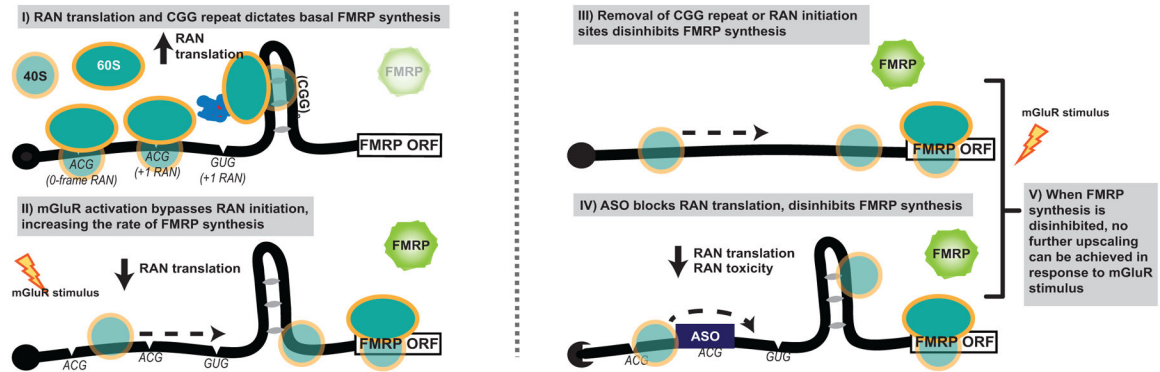 I) RAN translation and CGG repeat dictates basal FMRP synthesis
RAN
translation
40S
60S
FMRP
(CGG)n
ACG
(0-frame RAN)
ACG
(+1 RAN)
GUG
(+1 RAN)
FMRP ORF
II) mGluR activation bypasses RAN initiation,
increasing the rate of FMRP synthesis
FMRP
mGluR stimulus
RAN translation
ACG
ACG
GUG
FMRP ORF
III) Removal of CGG repeat or RAN initiation
sites disinhibits FMRP synthesis
FMRP
FMRP ORF
mGluR stimulus
IV) ASO blocks RAN translation, disinhibits FMRP synthesis
RAN translation
RAN toxicity
FMRP
ACG
ASO
ACG
GUG
FMRP ORF
V) When FMRP
synthesis is
disinhibited, no
further upscaling
can be achieved in
response to mGluR
stimulus